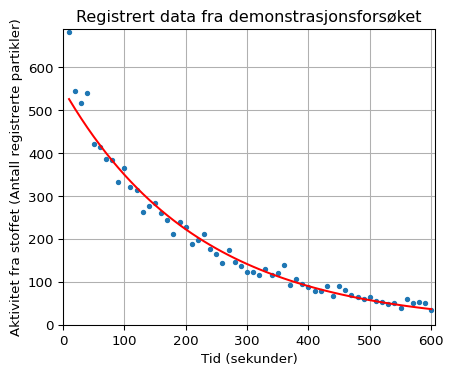 Registrert data fra demonstrasjonsforsøket
Aktivitet fra stoffet (Antall registrerte partikler)
600
500
400
300
200
100
0
0 100 200 300 400 500 600
Tid (sekunder)